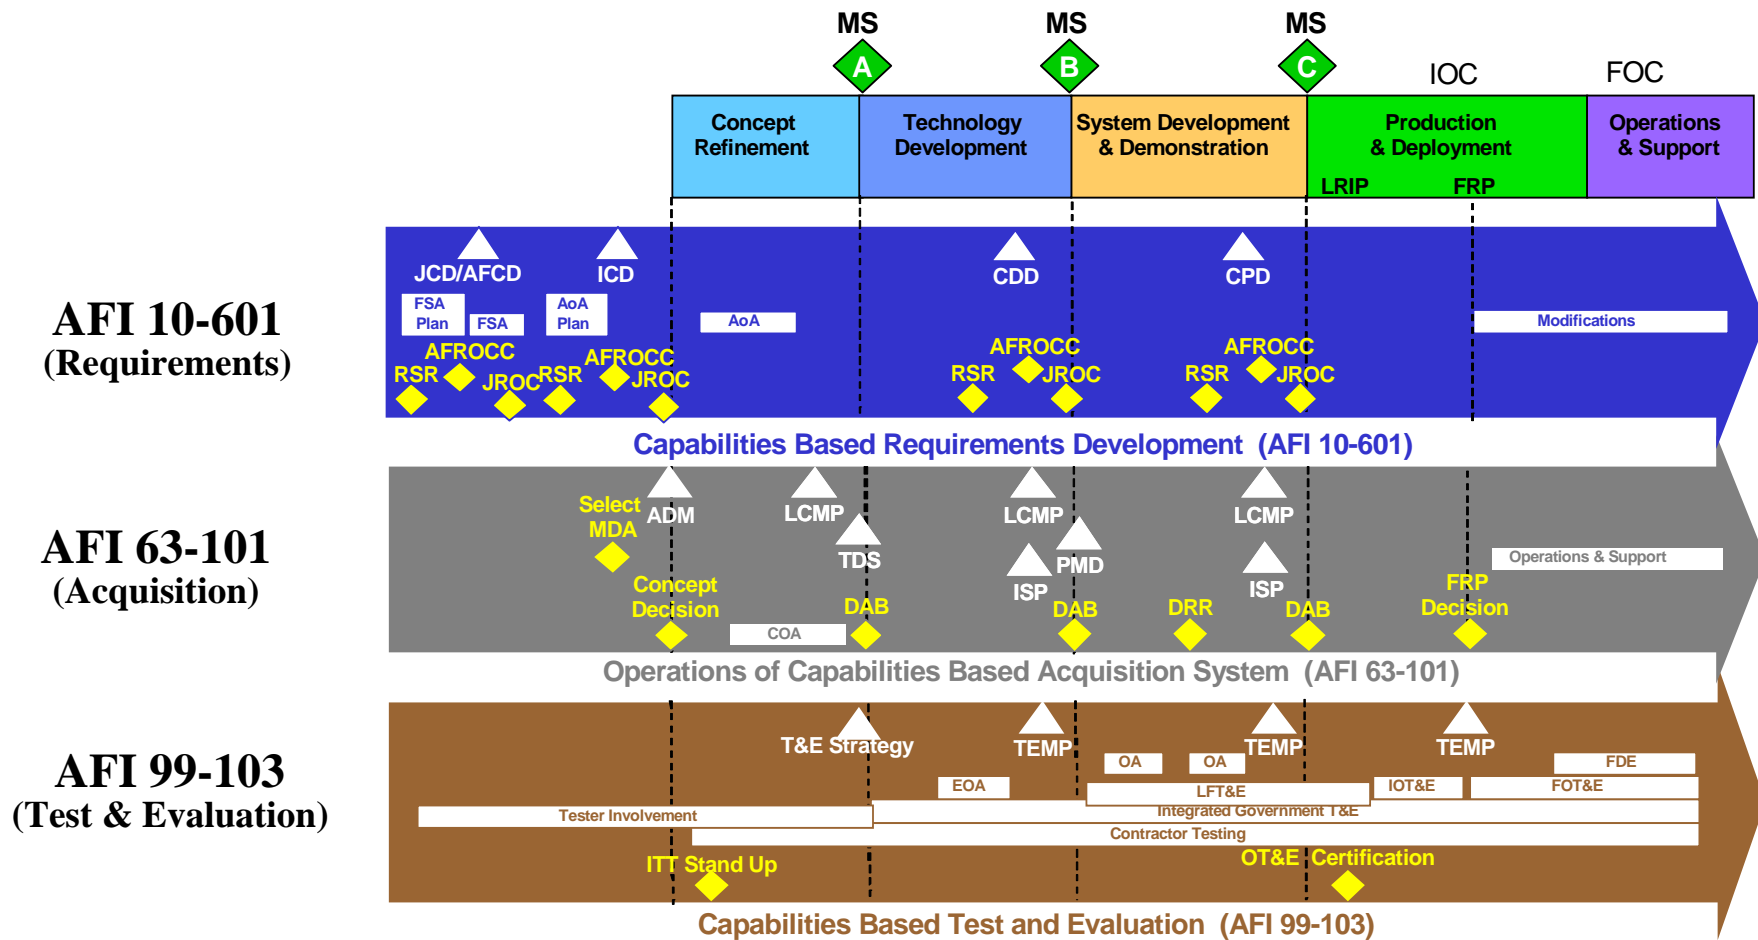 MS
MS
MS
A
B
C
IOC
FOC
Concept
Refinement
Technology
Development
System Development
& Demonstration
Production
& Deployment
LRIP
FRP
Operations
& Support
AFI 10-601
(Requirements)
JCD/AFCD
ICD
CDD
CPD
FSA
Plan
FSA
AoA
Plan
AoA
Modifications
RSR
AFROCC
JROC
RSR
AFROCC
JROC
RSR
AFROCC
JROC
RSR
AFROCC
JROC
Capabilities Based Requirements Development (AFI 10-601)
AFI 63-101
(Acquisition)
Select
MDA
ADM
LCMP
TDS
LCMP
ISP
PMD
LCMP
ISP
Operations & Support
Concept
Decision
COA
DAB
DAB
DRR
DAB
FRP
Decision
Operations of Capabilities Based Acquisition System (AFI 63-101)
AFI 99-103
(Test & Evaluation)
T&E Strategy
TEMP
TEMP
TEMP
OA
OA
FDE
EOA
LFT&E
IOT&E
FOT&E
Tester Involvement
Integrated Government T&E
Contractor Testing
ITT Stand Up
OT&E Certification
Capabilities Based Test and Evaluation (AFI 99-103)